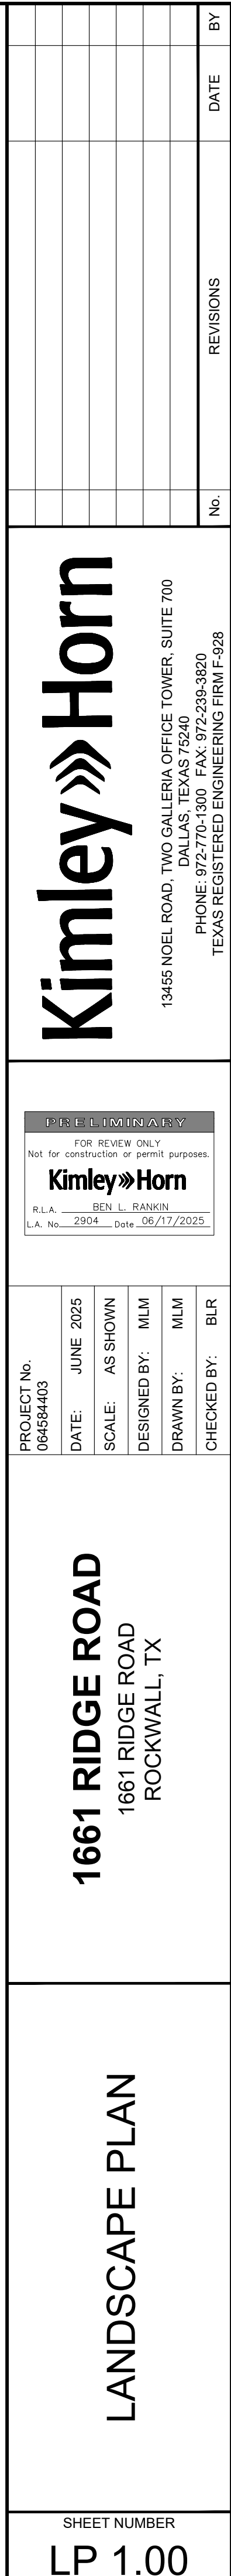 No. REVISIONS DATE BY
Kimley»Horn
13455 NOEL ROAD, TWO GALLERIA OFFICE TOWER, SUITE 700
DALLAS, TEXAS 75240
PHONE: 972-770-1300 FAX: 972-239-3820
TEXAS REGISTERED ENGINEERING FIRM F-928
PRELIMINARY
FOR REVIEW ONLY
Not for construction or permit purposes.
Kimley»Horn
R.L.A. BEN L. RANKIN
L.A. No. 2904 Date 06/17/2025
PROJECT No.
064584403
DATE: JUNE 2025
SCALE: AS SHOWN
DESIGNED BY: MLM
DRAWN BY: MLM
CHECKED BY: BLR
1661 RIDGE ROAD
1661 RIDGE ROAD
ROCKWALL, TX
LANDSCAPE PLAN
SHEET NUMBER
LP 1.00